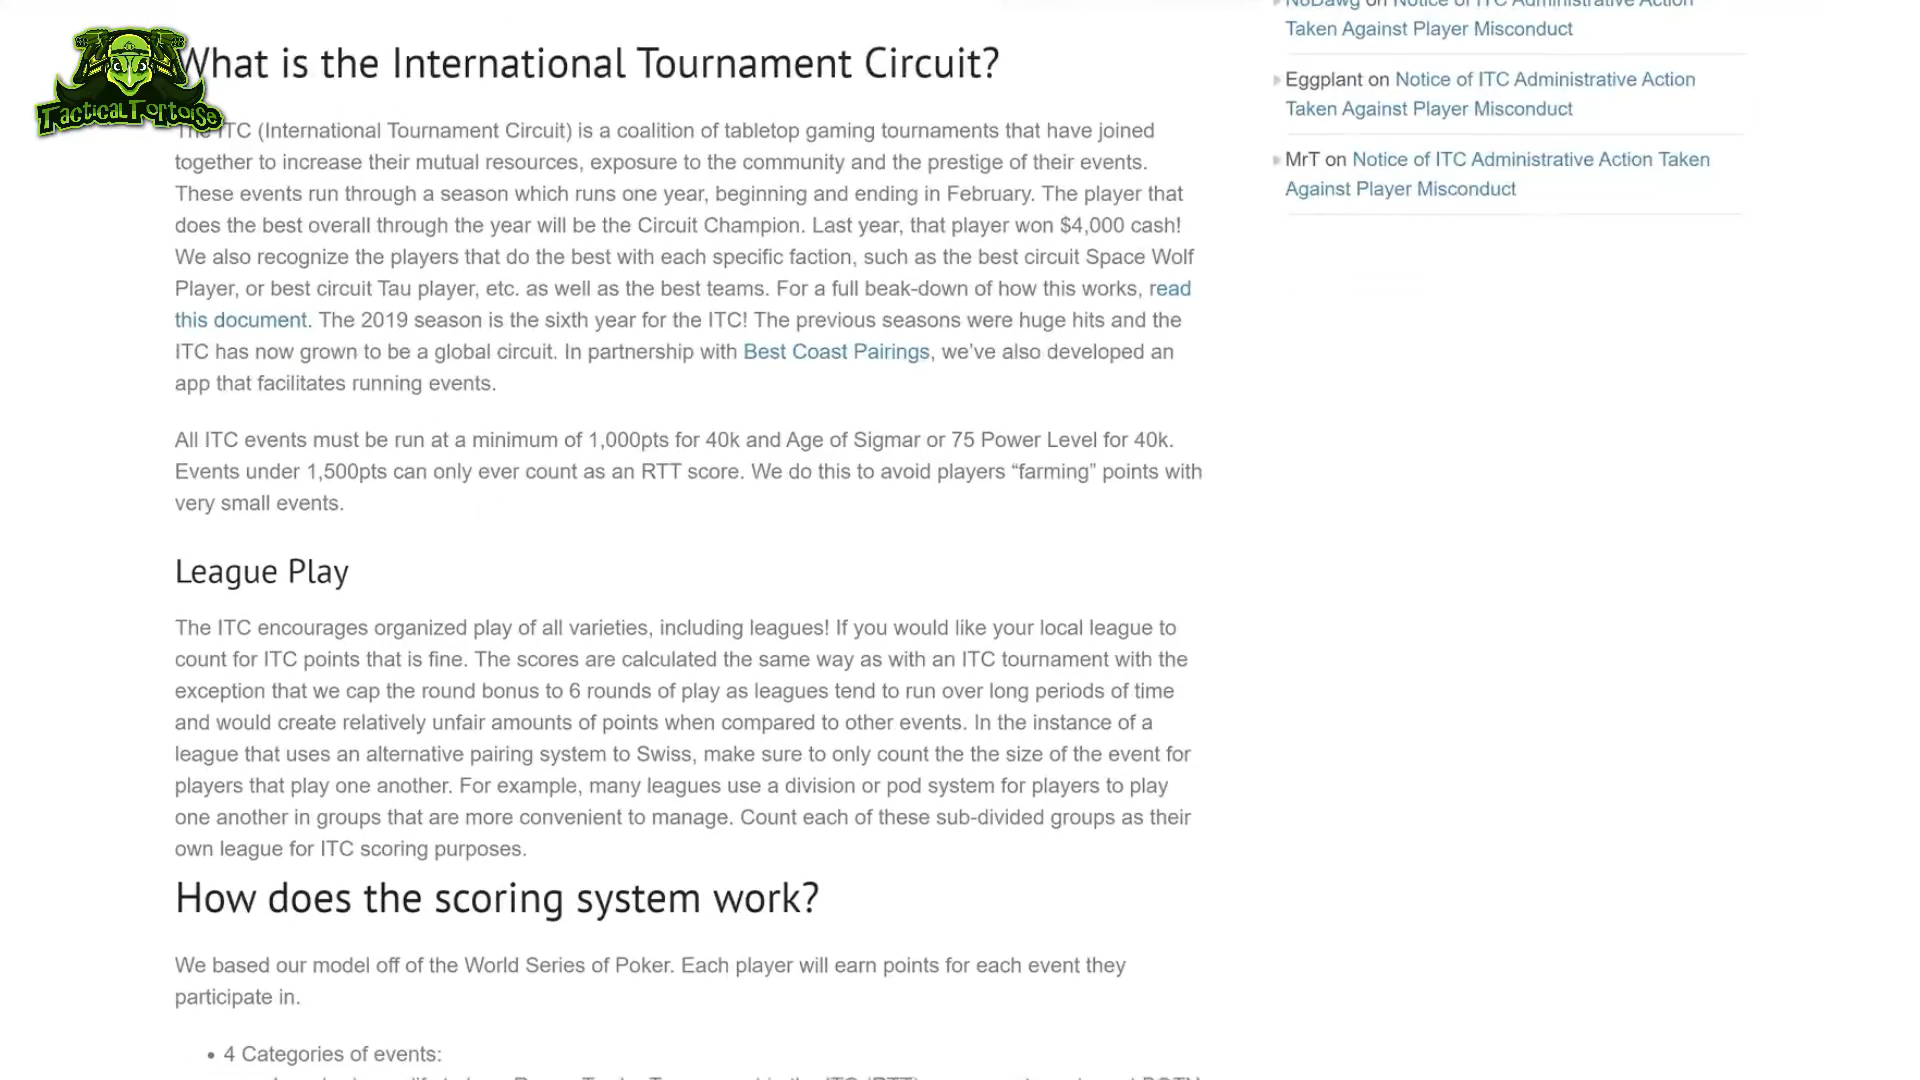 What is the International Tournament Circuit?
The ITC (International Tournament Circuit) is a coalition of tabletop gaming tournaments that have joined
together to increase their mutual resources, exposure to the community and the prestige of their events.
These events run through a season which runs one year, beginning and ending in February. The player that
does the best overall through the year will be the Circuit Champion. Last year, that player won $4,000 cash!
We also recognize the players that do the best with each specific faction, such as the best circuit Space Wolf
Player, or best circuit Tau player, etc. as well as the best teams. For a full beak-down of how this works, read
this document. The 2019 season is the sixth year for the ITC! The previous seasons were huge hits and the
ITC has now grown to be a global circuit. In partnership with Best Coast Pairings, we’ve also developed an
app that facilitates running events.
All ITC events must be run at a minimum of 1,000pts for 40k and Age of Sigmar or 75 Power Level for 40k.
Events under 1,500pts can only ever count as an RTT score. We do this to avoid players “farming” points with
very small events.
League Play
The ITC encourages organized play of all varieties, including leagues! If you would like your local league to
count for ITC points that is fine. The scores are calculated the same way as with an ITC tournament with the
exception that we cap the round bonus to 6 rounds of play as leagues tend to run over long periods of time
and would create relatively unfair amounts of points when compared to other events. In the instance of a
league that uses an alternative pairing system to Swiss, make sure to only count the the size of the event for
players that play one another. For example, many leagues use a division or pod system for players to play
one another in groups that are more convenient to manage. Count each of these sub-divided groups as their
own league for ITC scoring purposes.
How does the scoring system work?
We based our model off of the World Series of Poker. Each player will earn points for each event they
participate in.
• 4 Categories of events:
NoDawg on Notice of ITC Administrative Action
Taken Against Player Misconduct
Eggplant on Notice of ITC Administrative Action
Taken Against Player Misconduct
MrT on Notice of ITC Administrative Action Taken
Against Player Misconduct
TacticalTortoise